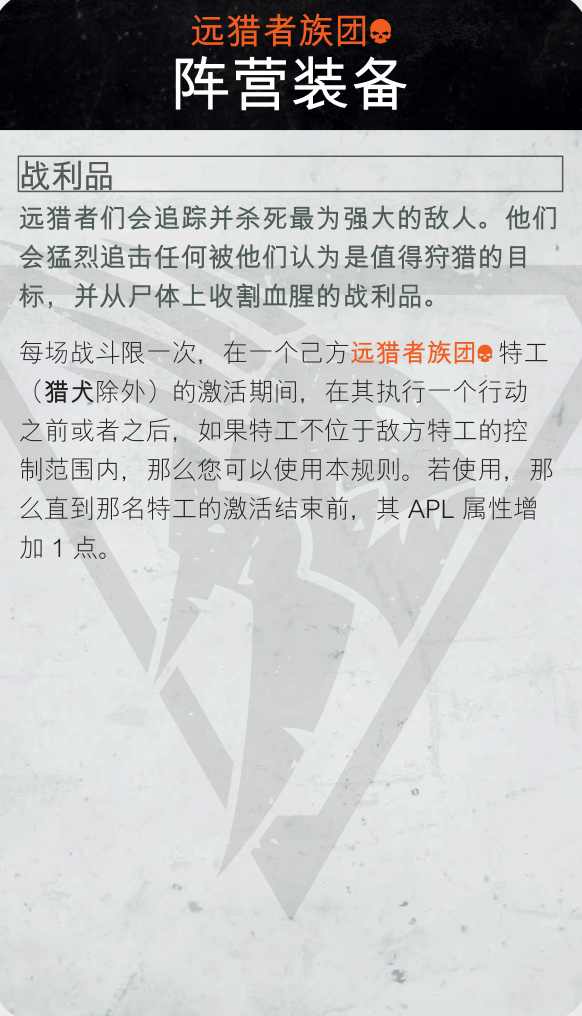 远猎者族团
阵营装备
战利品
远猎者们会追踪并杀死最为强大的敌人。他们
会猛烈追击任何被他们认为是值得狩猎的目
标，并从尸体上收割血腥的战利品。
每场战斗限一次，在一个己方远猎者族团特工
（猎犬除外）的激活期间，在其执行一个行动
之前或者之后，如果特工不位于敌方特工的控
制范围内，那么您可以使用本规则。若使用，那
么直到那名特工的激活结束前，其 APL 属性增
加 1 点。